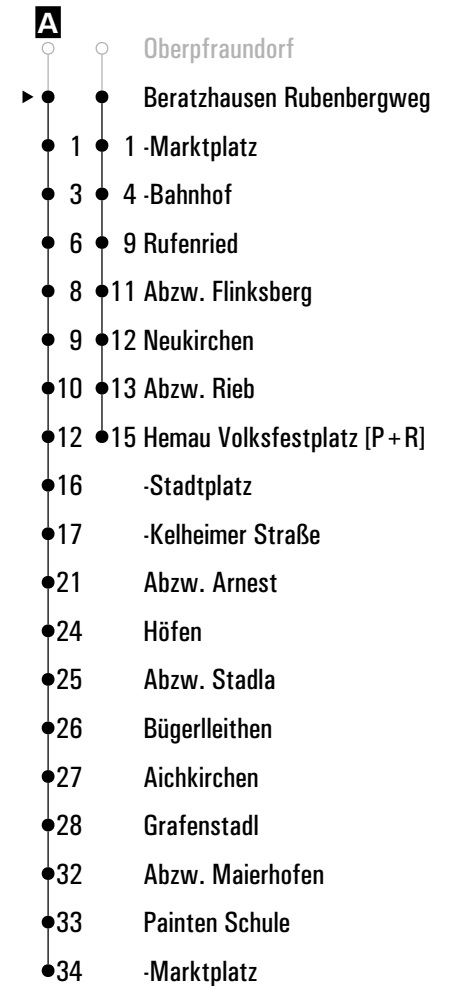 A
Oberpfraundorf
Beratzhausen Rubenbergweg
1 1 -Marktplatz
3 4 -Bahnhof
6 9 Rufenried
8 11 Abzw. Flinksberg
9 12 Neukirchen
10 13 Abzw. Rieb
12 15 Hemau Volksfestplatz [P+R]
16 -Stadtplatz
17 -Kelheimer Straße
21 Abzw. Arnest
24 Höfen
25 Abzw. Stadla
26 Bügerlleithen
27 Aichkirchen
28 Grafenstadl
32 Abzw. Maierhofen
33 Painten Schule
34 -Marktplatz